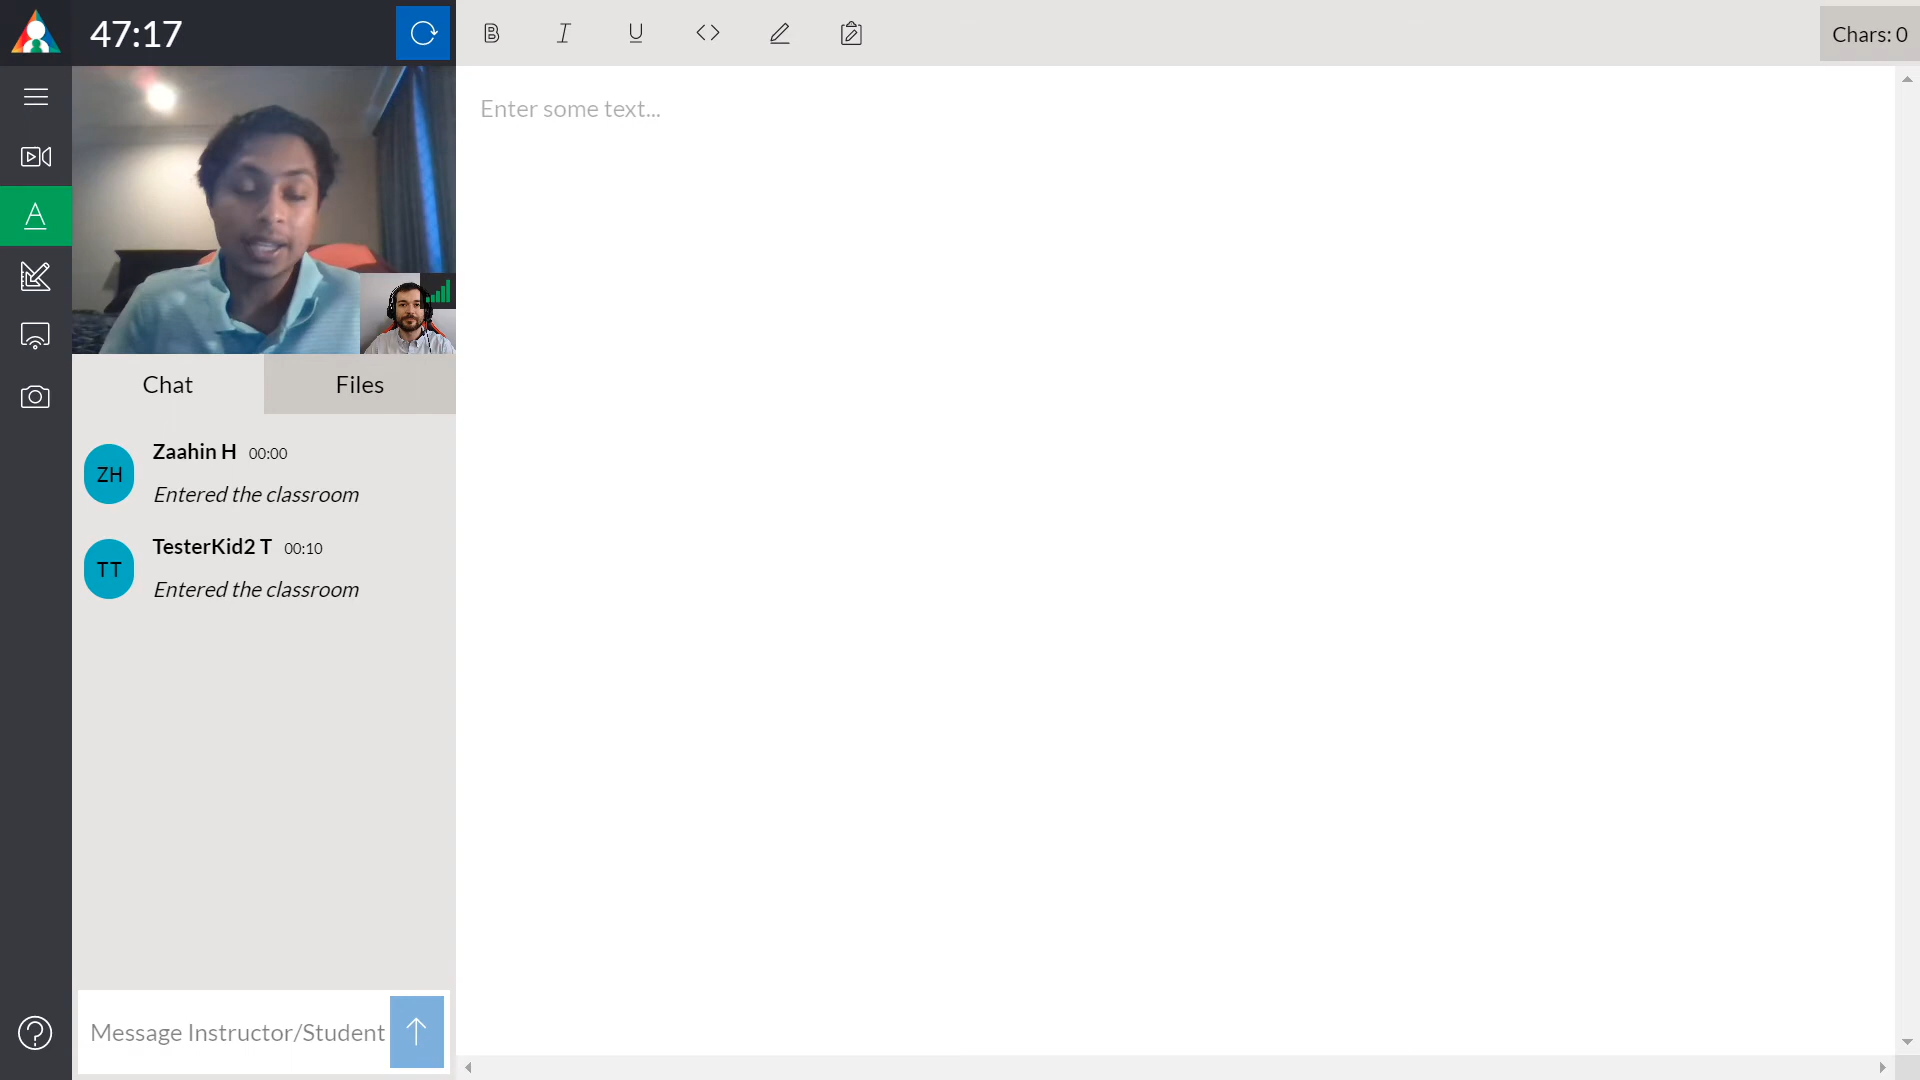 47:17
B I U <>
Chars: 0
A
Enter some text...
Chat
Files
ZH
Zaahin H 00:00
Entered the classroom
TT
TesterKid2 T 00:10
Entered the classroom
Message Instructor/Student
?